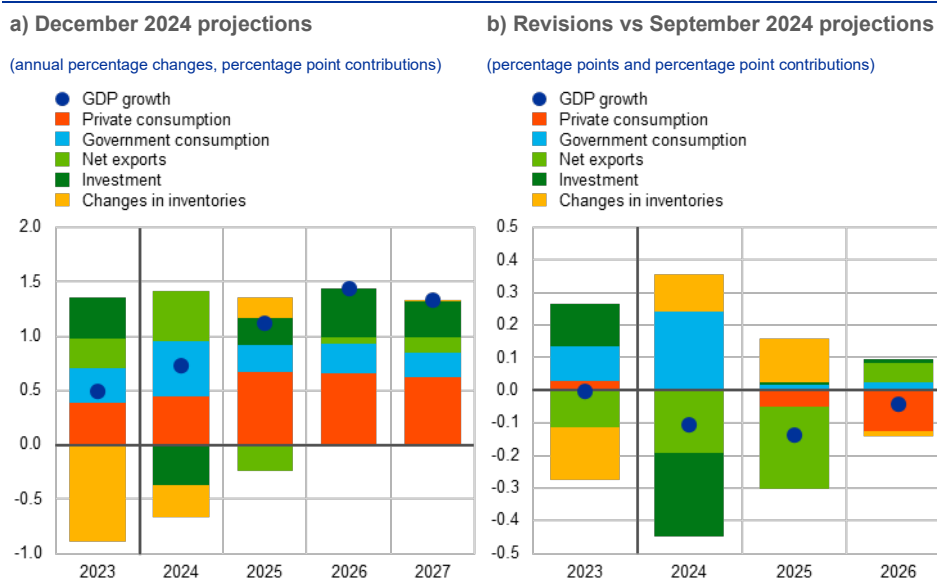 a) December 2024 projections
(annual percentage changes, percentage point contributions)
GDP growth
Private consumption
Government consumption
Net exports
Investment
Changes in inventories
2.0
1.5
1.0
0.5
0.0
-0.5
-1.0
2023 2024 2025 2026 2027
b) Revisions vs September 2024 projections
(percentage points and percentage point contributions)
GDP growth
Private consumption
Government consumption
Net exports
Investment
Changes in inventories
0.5
0.4
0.3
0.2
0.1
0.0
-0.1
-0.2
-0.3
-0.4
-0.5
2023 2024 2025 2026